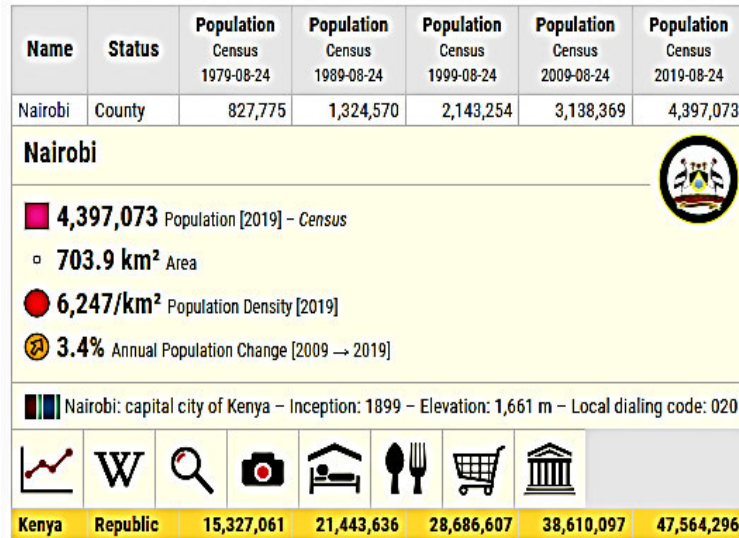 Name Status Population Census 1979-08-24 Population Census 1989-08-24 Population Census 1999-08-24 Population Census 2009-08-24 Population Census 2019-08-24
Nairobi County 827,775 1,324,570 2,143,254 3,138,369 4,397,073
Nairobi
4,397,073 Population [2019] – Census
703.9 km² Area
6,247/km² Population Density [2019]
3.4% Annual Population Change [2009 → 2019]
Nairobi: capital city of Kenya – Inception: 1899 – Elevation: 1,661 m – Local dialing code: 020
W
Kenya Republic 15,327,061 21,443,636 28,686,607 38,610,097 47,564,296